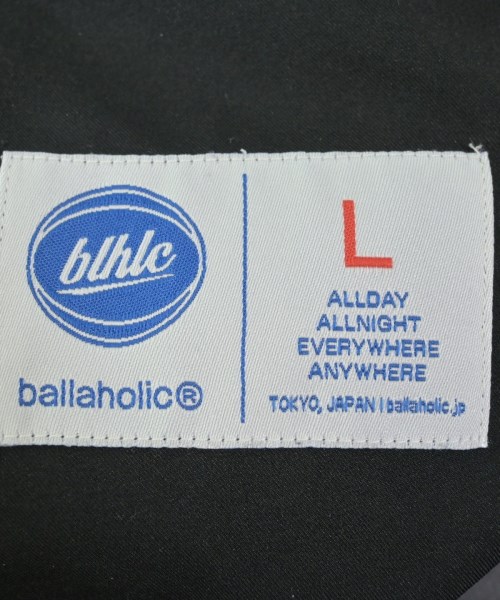 blhlc
ballaholic®
L
ALLDAY
ALLNIGHT
EVERYWHERE
ANYWHERE
TOKYO, JAPAN | ballaholic.jp